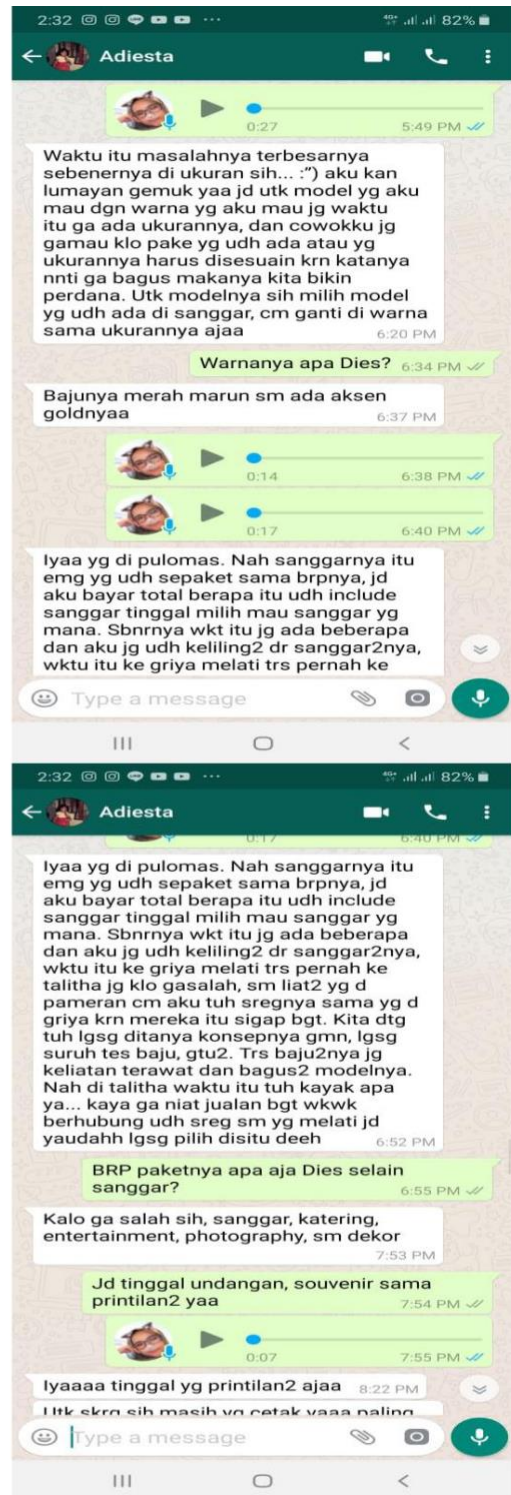 2:32 ... 82%
Adiesta
0:27 5:49 PM
Waktu itu masalahnya terbesarnya
sebenernya di ukuran sih... :") aku kan
lumayan gemuk yaa jd utk model yg aku
mau dgn warna yg aku mau jg waktu
itu ga ada ukurannya, dan cowokku jg
gamau klo pake yg udh ada atau yg
ukurannya harus disesuain krn katanya
nnti ga bagus makanya kita bikin
perdana. Utk modelnya sih milih model
yg udh ada di sanggar, cm ganti di warna
sama ukurannya ajaa 6:20 PM
Warnanya apa Dies? 6:34 PM
Bajunya merah marun sm ada aksen
goldnyaa 6:37 PM
0:14 6:38 PM
0:17 6:40 PM
Iyaa yg di pulomas. Nah sanggarnya itu
emg yg udh sepaket sama brpnya, jd
aku bayar total berapa itu udh include
sanggar tinggal milih mau sanggar yg
mana. Sbnrnya wkt itu jg ada beberapa
dan aku jg udh keliling2 dr sanggar2nya,
wktu itu ke griya melati trs pernah ke
Type a message
2:32 ... 82%
Adiesta
0:17 6:40 PM
Iyaa yg di pulomas. Nah sanggarnya itu
emg yg udh sepaket sama brpnya, jd
aku bayar total berapa itu udh include
sanggar tinggal milih mau sanggar yg
mana. Sbnrnya wkt itu jg ada beberapa
dan aku jg udh keliling2 dr sanggar2nya,
wktu itu ke griya melati trs pernah ke
talitha jg klo gasalah, sm liat2 yg d
pameran cm aku tuh sregnya sama yg d
griya krn mereka itu sigap bgt. Kita dtg
tuh lgsg ditanya konsepnya gmn, lgsg
suruh tes baju, gtu2. Trs baju2nya jg
keliatan terawat dan bagus2 modelnya.
Nah di talitha waktu itu tuh kayak apa
ya... kaya ga niat jualan bgt wkwk
berhubung udh sreg sm yg melati jd
yaudahh lgsg pilih disitu deeh 6:52 PM
BRP paketnya apa aja Dies selain
sanggar? 6:55 PM
Kalo ga salah sih, sanggar, katering,
entertainment, photography, sm dekor
7:53 PM
Jd tinggal undangan, souvenir sama
printilan2 yaa 7:54 PM
0:07 7:55 PM
Iyaaaa tinggal yg printilan2 ajaa 8:22 PM
Utk skrg sih masih yg cetak yaaa paling
Type a message